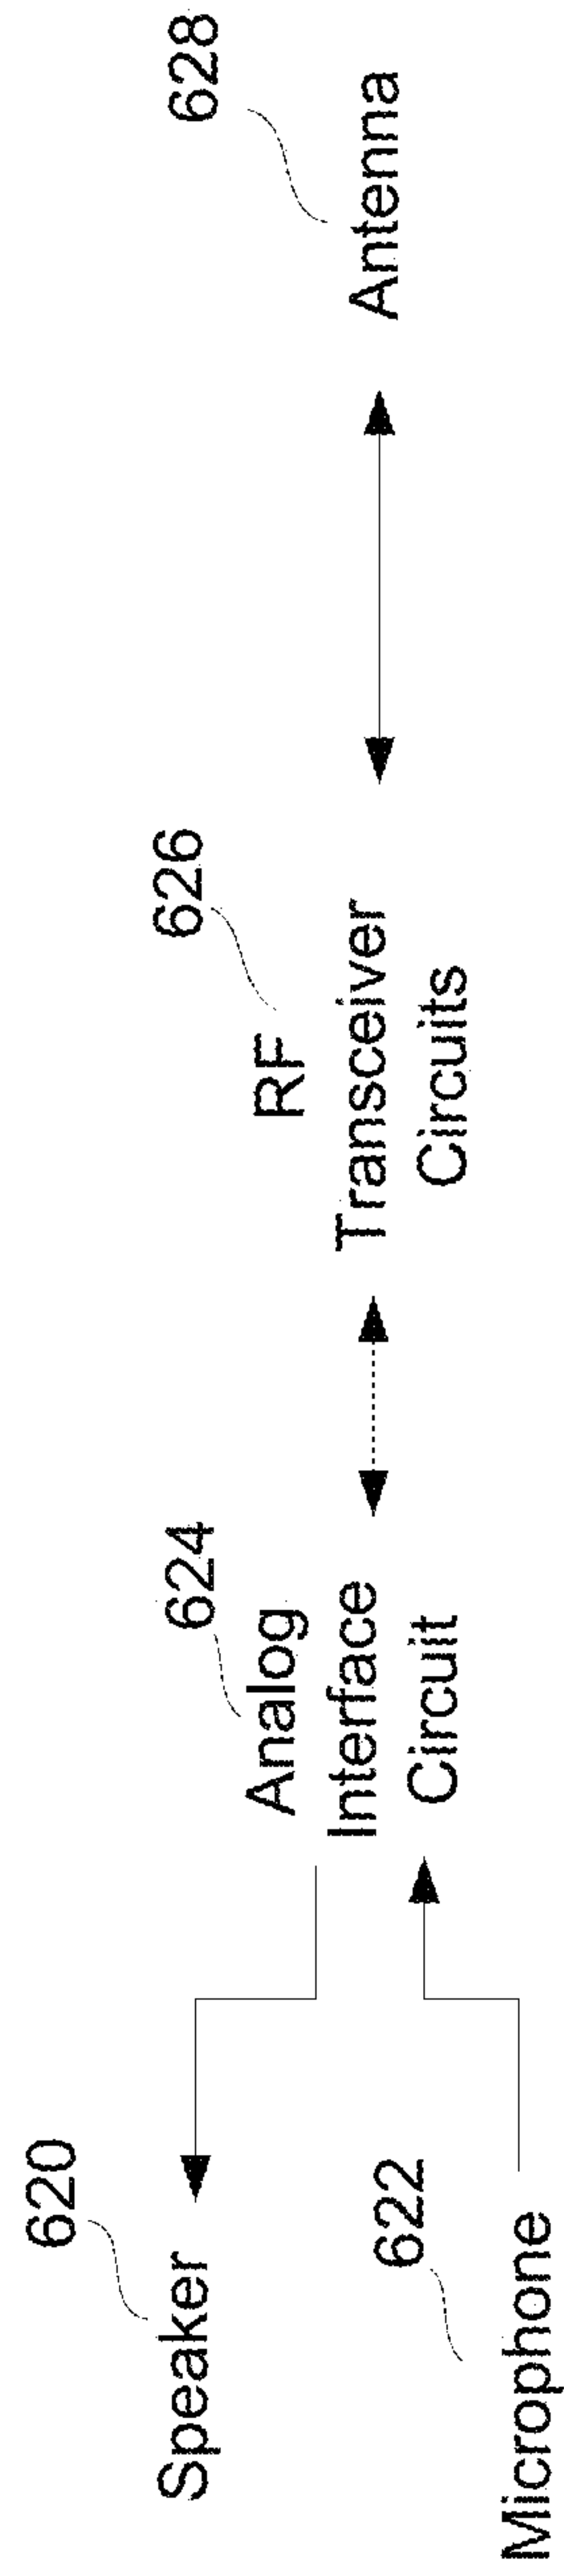 620
Speaker
622
Microphone
624
Analog
Interface
Circuit
626
RF
Transceiver
Circuits
628
Antenna